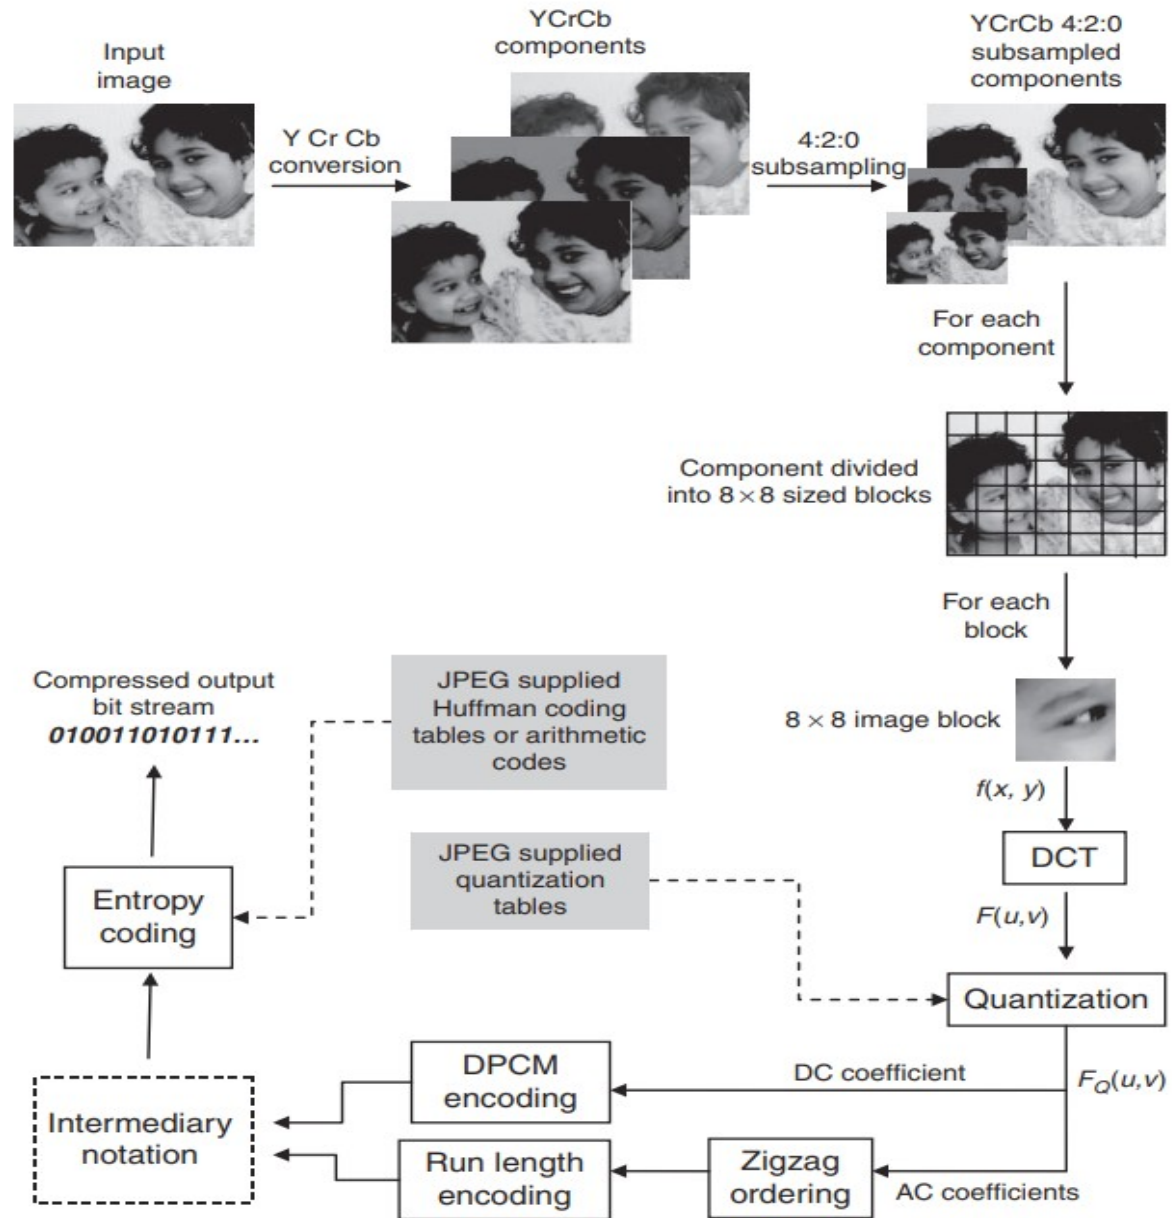 Input
image
Y Cr Cb
conversion
YCrCb
components
4:2:0
subsampling
YCrCb 4:2:0
subsampled
components
For each
component
Component divided
into 8 × 8 sized blocks
For each
block
8 × 8 image block
f(x, y)
DCT
F(u,v)
Quantization
F_Q(u,v)
DC coefficient
AC coefficients
Zigzag
ordering
DPCM
encoding
Run length
encoding
Intermediary
notation
Entropy
coding
JPEG supplied
quantization
tables
JPEG supplied
Huffman coding
tables or arithmetic
codes
Compressed output
bit stream
010011010111...